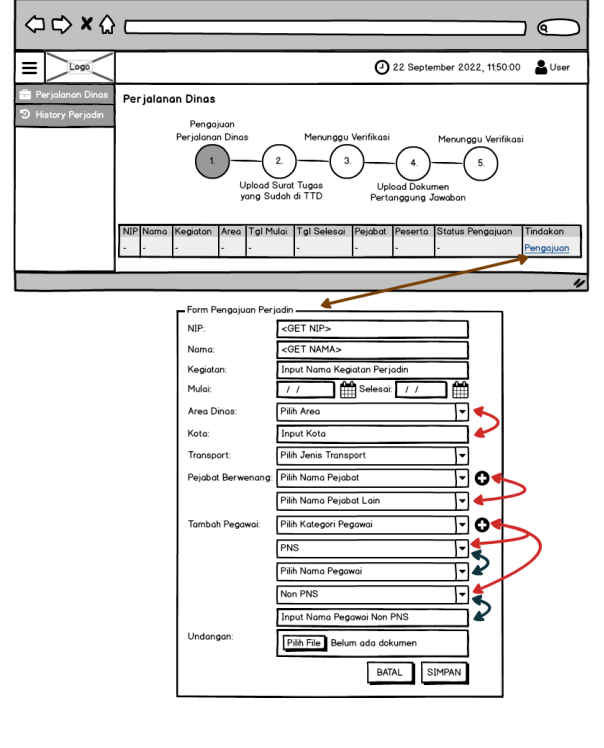 Logo
22 September 2022, 11:50:00
User
Perjalanan Dinas
History Perjadin
Perjalanan Dinas
Pengajuan
Perjalanan Dinas
Menunggu Verifikasi
Menunggu Verifikasi
1.
2.
3.
4.
5.
Upload Surat Tugas
yang Sudah di TTD
Upload Dokumen
Pertanggung Jawaban
NIP Nama Kegiatan Area Tgl Mulai Tgl Selesai Pejabat Peserta Status Pengajuan Tindakan
- - - - - - - - - Pengajuan
Form Pengajuan Perjadin
NIP: <GET NIP>
Nama: <GET NAMA>
Kegiatan: Input Nama Kegiatan Perjadin
Mulai: / / Selesai: / /
Area Dinas: Pilih Area
Kota: Input Kota
Transport: Pilih Jenis Transport
Pejabat Berwenang: Pilih Nama Pejabat
Pilih Nama Pejabat Lain
Tambah Pegawai: Pilih Kategori Pegawai
PNS
Pilih Nama Pegawai
Non PNS
Input Nama Pegawai Non PNS
Undangan: Pilih File Belum ada dokumen
BATAL SIMPAN